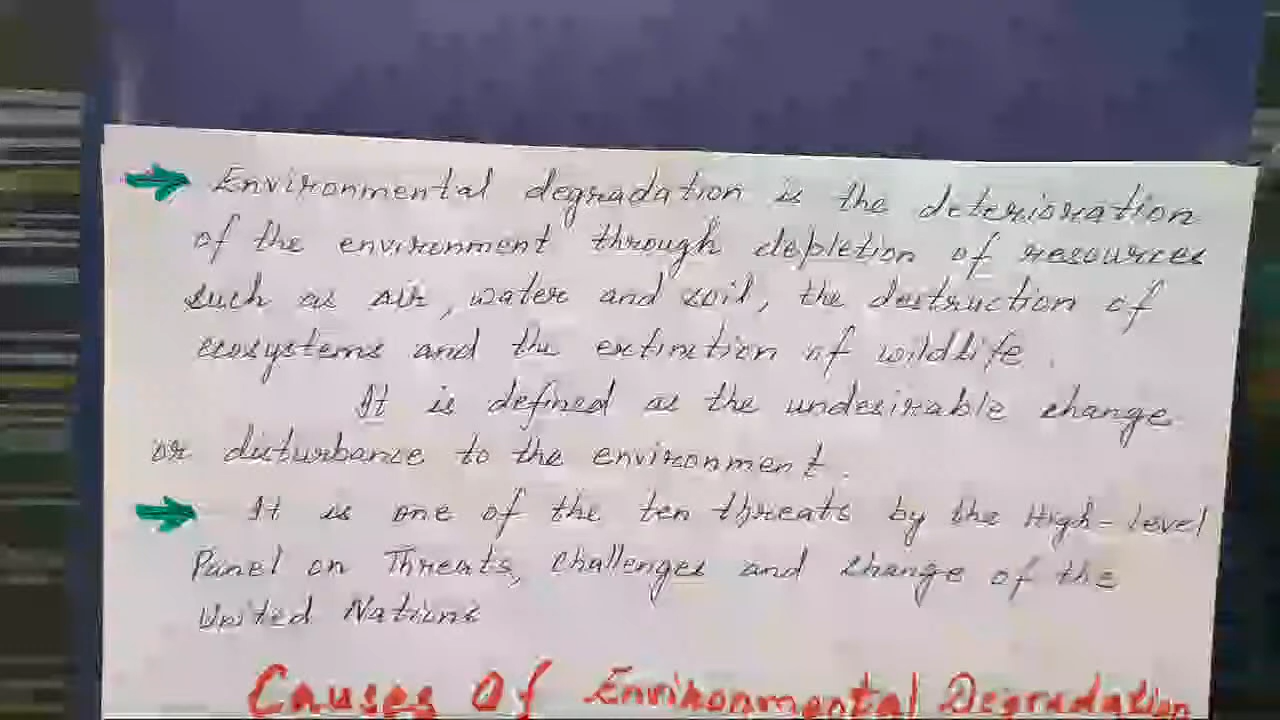 Environmental degradation is the deterioration
of the environment through depletion of resources
such as air, water and soil, the destruction of
ecosystems and the extinction of wildlife.
It is defined as the undesirable change
or disturbance to the environment.
It is one of the ten threats by the High-level
Panel on Threats, Challenges and change of the
United Nations
Causes Of Environmental Degradation